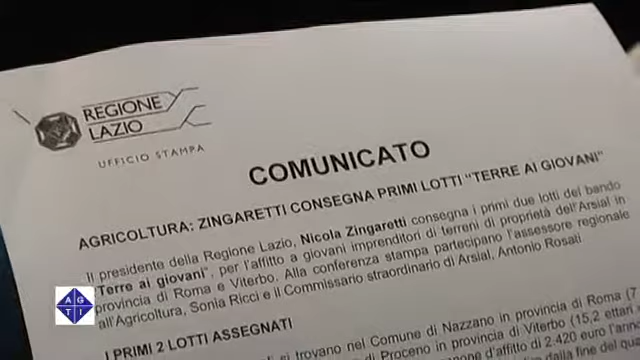 REGIONE
LAZIO
UFFICIO STAMPA
COMUNICATO
AGRICOLTURA: ZINGARETTI CONSEGNA PRIMI LOTTI "TERRE AI GIOVANI"
Il presidente della Regione Lazio, Nicola Zingaretti consegna i primi due lotti del bando
"Terre ai giovani", per l'affitto a giovani imprenditori di terreni di proprietà dell'Arsial in
provincia di Roma e Viterbo. Alla conferenza stampa partecipano l'assessore regionale
all'Agricoltura, Sonia Ricci e il Commissario straordinario di Arsial, Antonio Rosati
I PRIMI 2 LOTTI ASSEGNATI
si trovano nel Comune di Nazzano in provincia di Roma (7
di Proceno in provincia di Viterbo (15,2 ettari
d'affitto di 2.420 euro l'anno
fine del
AGTI